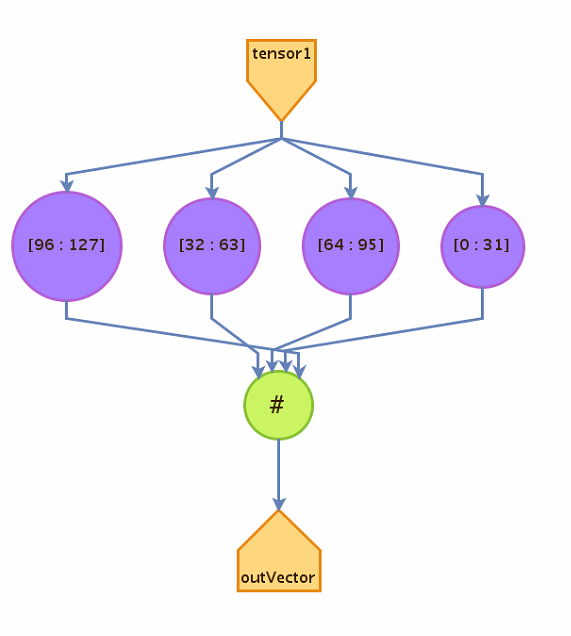 tensor1
[96 : 127]
[32 : 63]
[64 : 95]
[0 : 31]
#
outVector